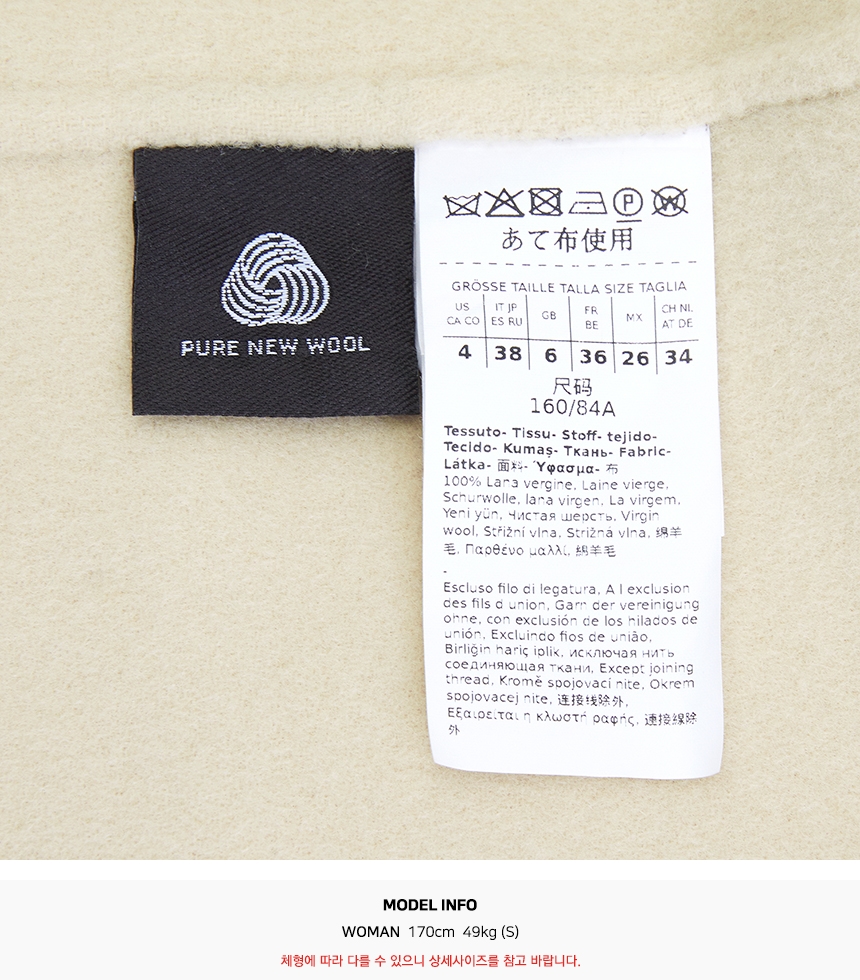 PURE NEW WOOL
P
W
あて布使用
GRÖSSE TAILLE TALLA SIZE TAGLIA
US CA CO
IT JP ES RU
GB
FR BE
MX
CH NL AT DE
4 38 6 36 26 34
尺码
160/84A
Tessuto- Tissu- Stoff- tejido-
Tecido- Kumaş- Ткань- Fabric-
Látka- 面料- Ύφασμα- 布
100% Lana vergine, Laine vierge,
Schurwolle, lana virgen, La virgem,
Yeni yün, Чистая шерсть, Virgin
wool, Střižní vlna, Strižná vlna, 绵羊
毛, Παρθένο μαλλί, 綿羊毛
-
Escluso filo di legatura, A l exclusion
des fils d union, Garn der vereinigung
ohne, con exclusión de los hilados de
unión, Excluindo fios de união,
Birliğin hariç iplik, исключая нить
соединяющая ткани, Except joining
thread, Kromě spojovací nite, Okrem
spojovacej nite, 连接线除外,
Εξαιρείται η κλωστή ραφής, 連接線除
外
MODEL INFO
WOMAN 170cm 49kg (S)
체형에 따라 다를 수 있으니 상세사이즈를 참고 바랍니다.